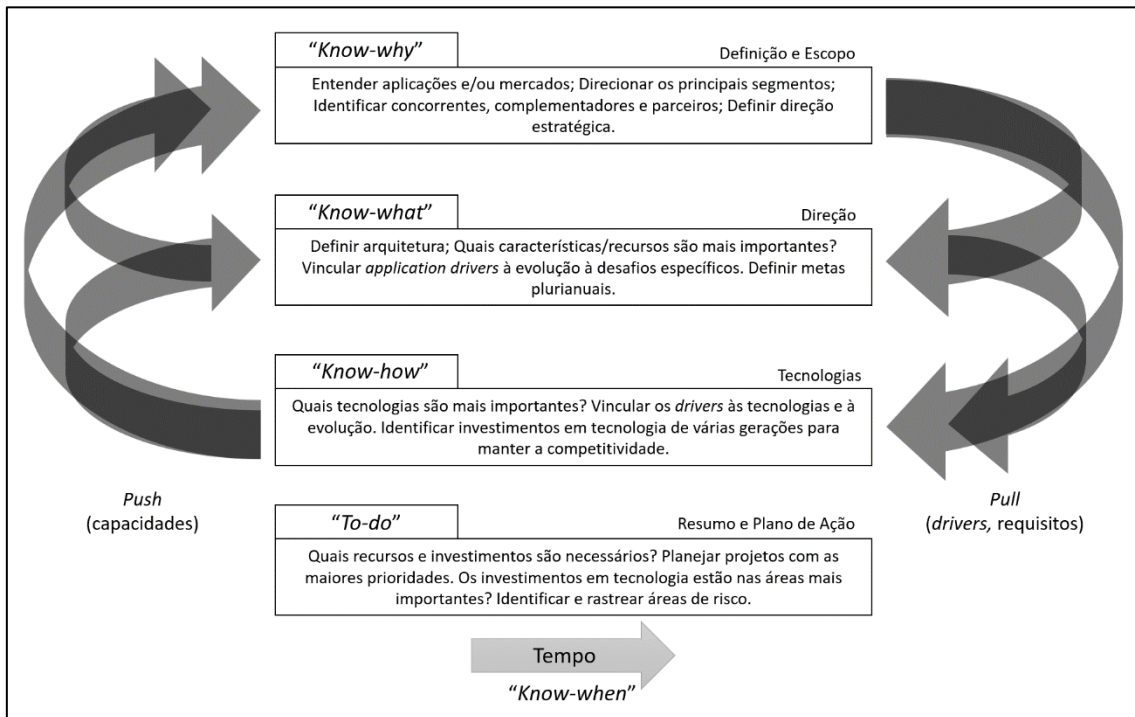 “Know-why”
Definição e Escopo
Entender aplicações e/ou mercados; Direcionar os principais segmentos;
Identificar concorrentes, complementadores e parceiros; Definir direção
estratégica.
“Know-what”
Direção
Definir arquitetura; Quais características/recursos são mais importantes?
Vincular application drivers à evolução à desafios específicos. Definir metas
plurianuais.
“Know-how”
Tecnologias
Quais tecnologias são mais importantes? Vincular os drivers às tecnologias e à
evolução. Identificar investimentos em tecnologia de várias gerações para
manter a competitividade.
Push
(capacidades)
Pull
(drivers, requisitos)
“To-do”
Resumo e Plano de Ação
Quais recursos e investimentos são necessários? Planejar projetos com as
maiores prioridades. Os investimentos em tecnologia estão nas áreas mais
importantes? Identificar e rastrear áreas de risco.
Tempo
“Know-when”